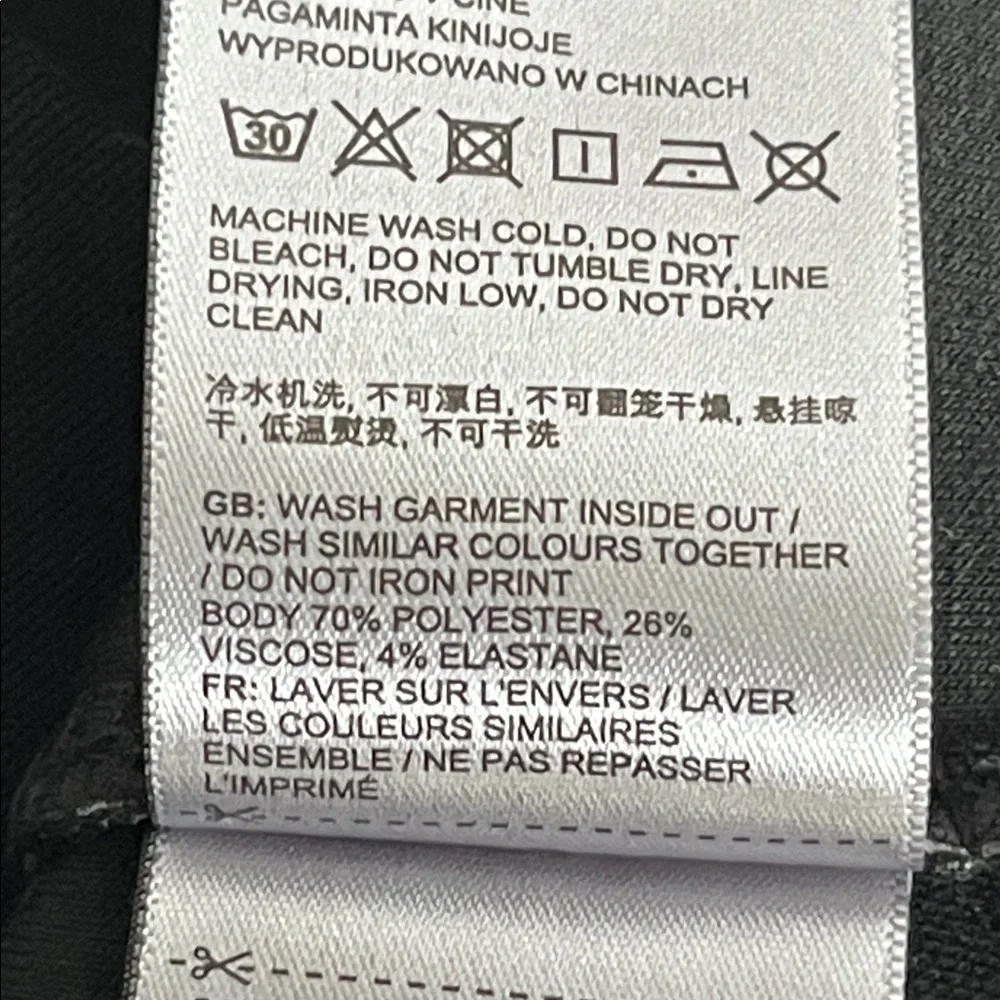 CINE
PAGAMINTA KINIJOJE
WYPRODUKOWANO W CHINACH
30
MACHINE WASH COLD, DO NOT
BLEACH, DO NOT TUMBLE DRY, LINE
DRYING, IRON LOW, DO NOT DRY
CLEAN
冷水机洗, 不可漂白, 不可翻笼干燥, 悬挂晾
干, 低温熨烫, 不可干洗
GB: WASH GARMENT INSIDE OUT /
WASH SIMILAR COLOURS TOGETHER
/ DO NOT IRON PRINT
BODY 70% POLYESTER, 26%
VISCOSE, 4% ELASTANE
FR: LAVER SUR L'ENVERS / LAVER
LES COULEURS SIMILAIRES
ENSEMBLE / NE PAS REPASSER
L'IMPRIMÉ